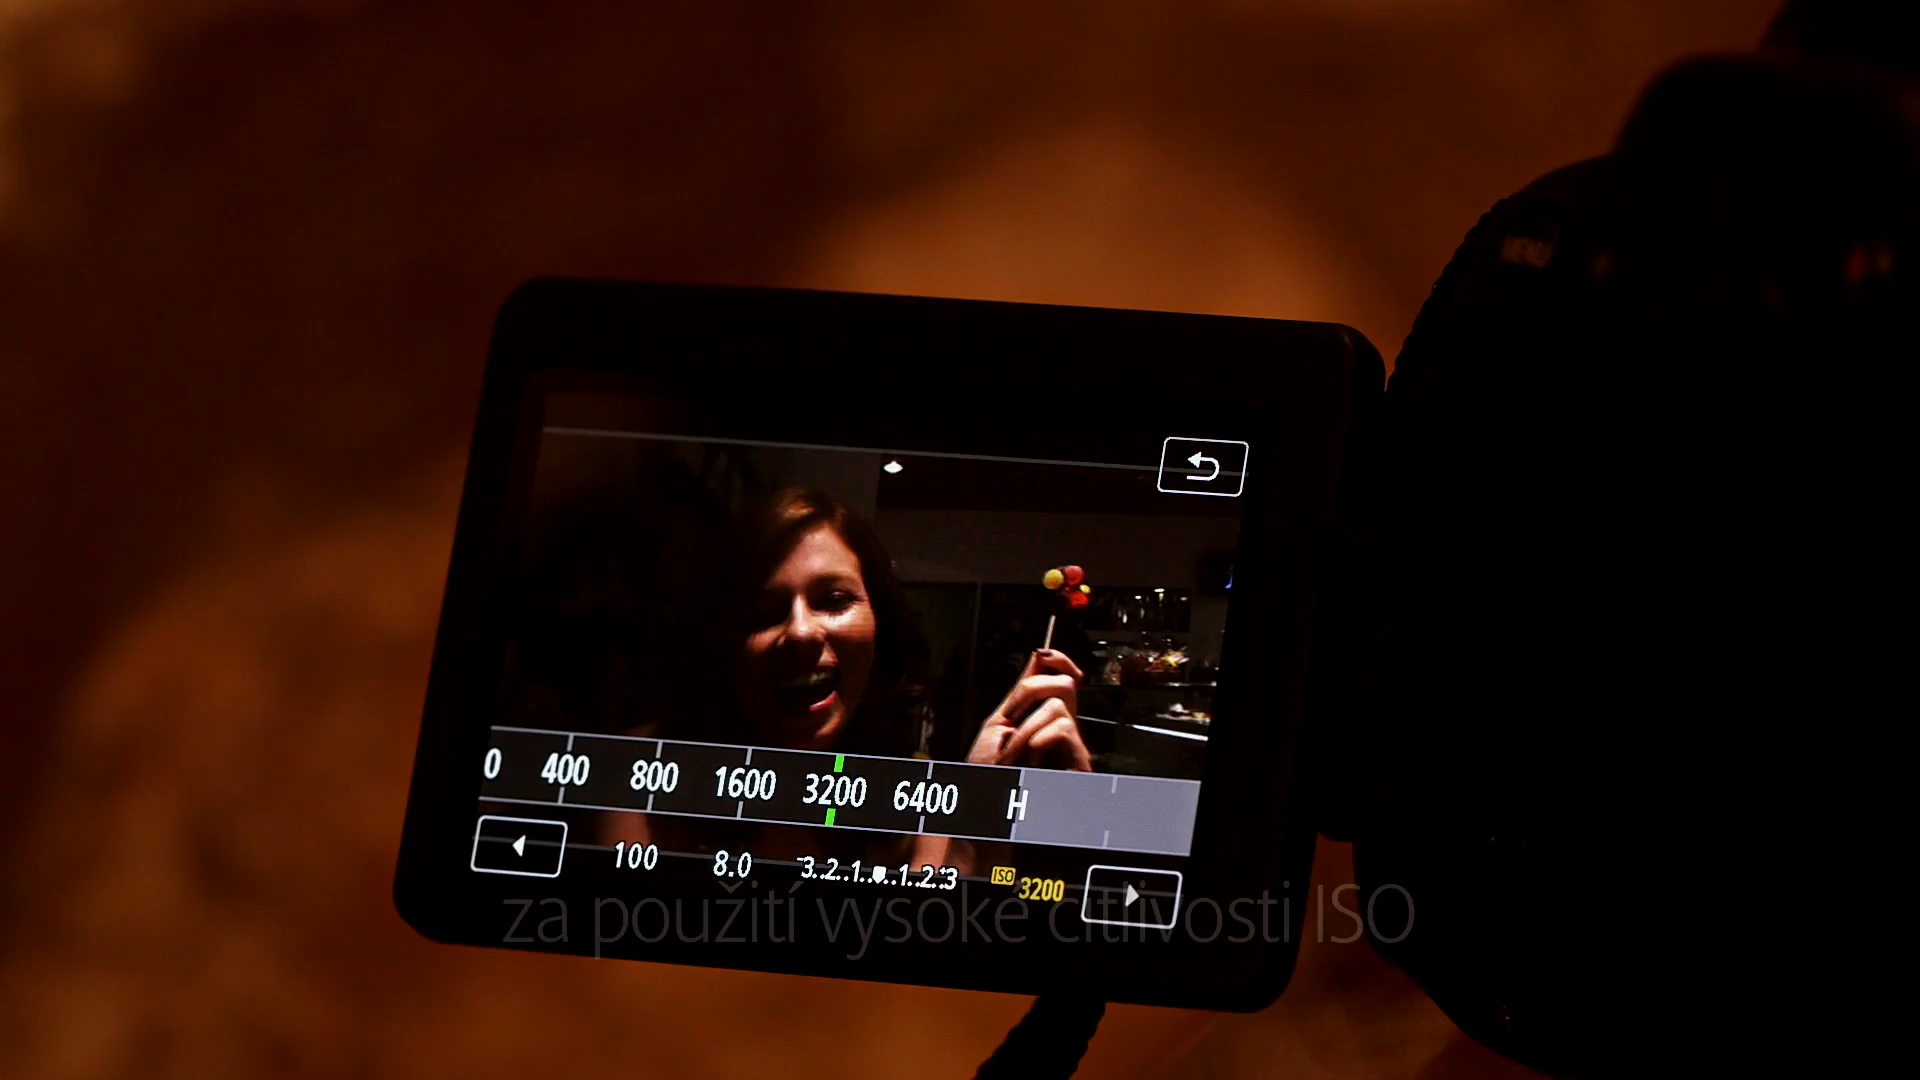 MENU
0 400 800 1600 3200 6400 H
100 8.0 -3..2..1..0..1..2..+3 ISO 3200
za použití vysoké citlivosti ISO